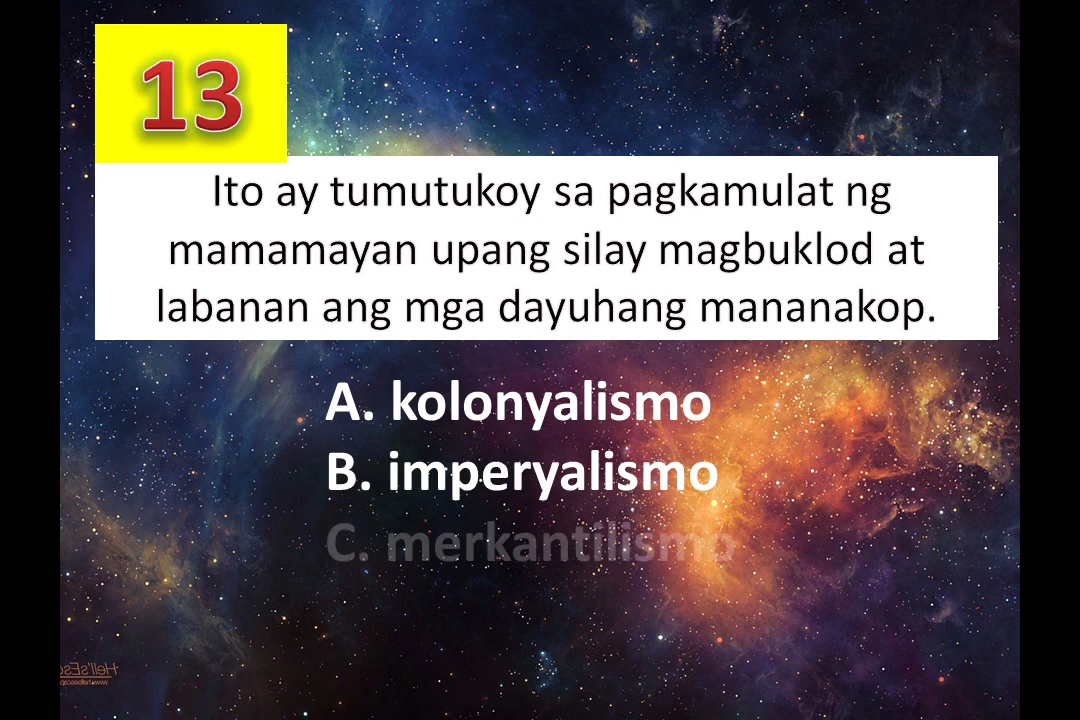 13
Ito ay tumutukoy sa pagkamulat ng
mamamayan upang silay magbuklod at
labanan ang mga dayuhang mananakop.
A. kolonyalismo
B. imperyalismo
C. merkantilismo